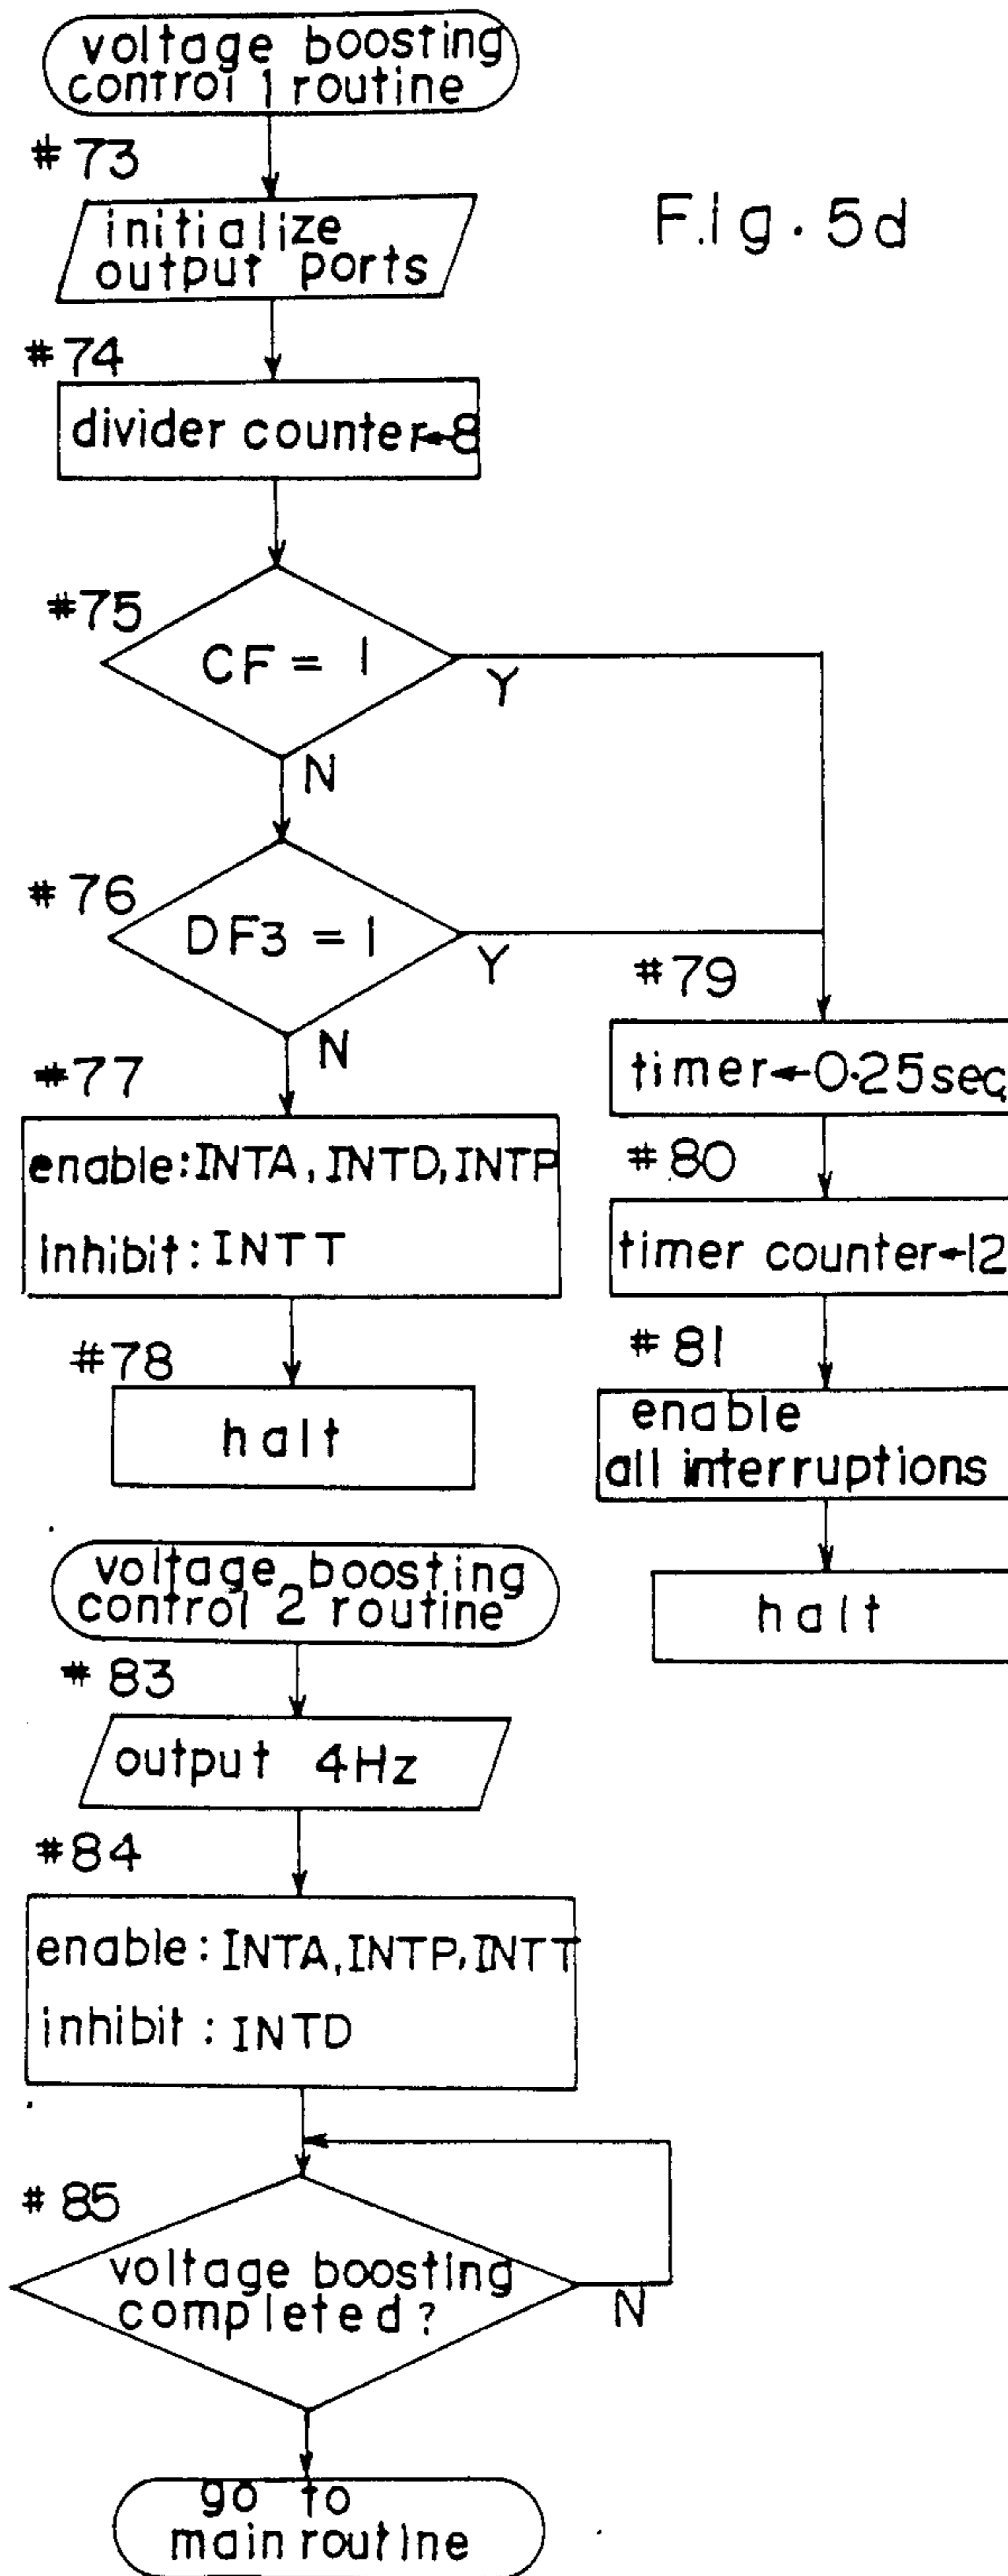 voltage boosting
control 1 routine
#73
initialize
output ports
Fig. 5d
#74
divider counter←8
#75
CF = 1
Y
N
#76
DF3 = 1
Y
N
#77
enable: INTA, INTD, INTP
inhibit: INTT
#78
halt
#79
timer←0.25sec
#80
timer counter←12
#81
enable
all interruptions
halt
voltage boosting
control 2 routine
#83
output 4Hz
#84
enable: INTA, INTP, INTT
inhibit: INTD
#85
voltage boosting
completed?
N
go to
main routine